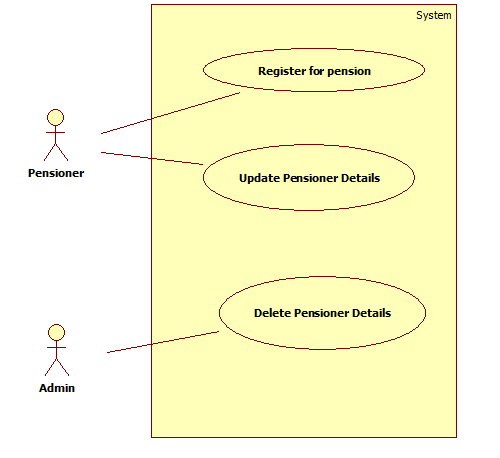 System
Register for pension
Pensioner
Update Pensioner Details
Delete Pensioner Details
Admin